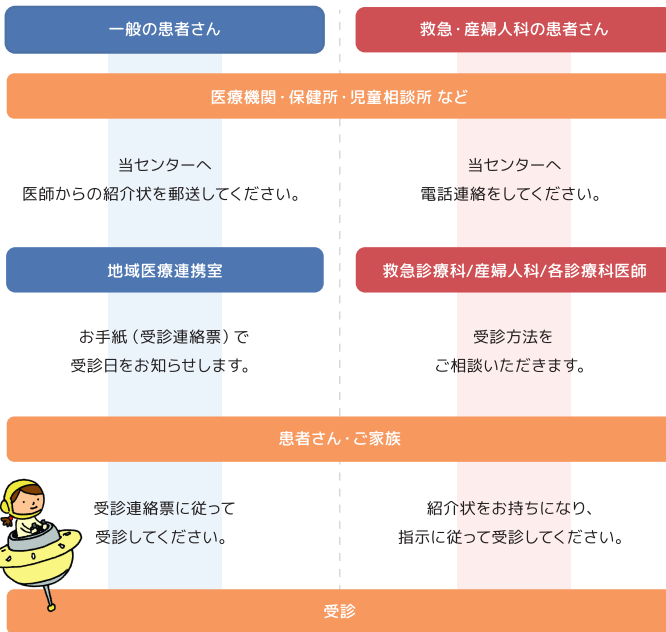 一般の患者さん
救急・産婦人科の患者さん
医療機関・保健所・児童相談所 など
当センターへ
医師からの紹介状を郵送してください。
当センターへ
電話連絡をしてください。
地域医療連携室
救急診療科/産婦人科/各診療科医師
お手紙（受診連絡票）で
受診日をお知らせします。
受診方法を
ご相談いただきます。
患者さん・ご家族
受診連絡票に従って
受診してください。
紹介状をお持ちになり、
指示に従って受診してください。
受診